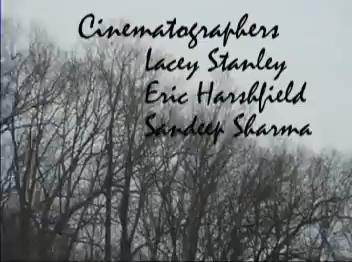 Cinematographers
Lacey Stanley
Eric Harshfield
Sandeep Sharma